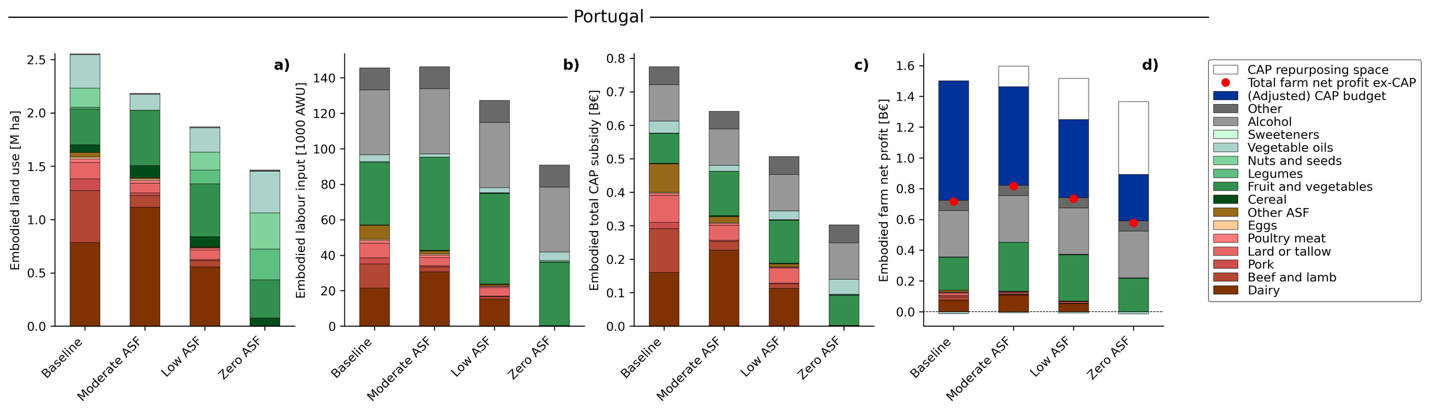 Portugal
a)
Embodied land use [M ha]
2.5
2.0
1.5
1.0
0.5
0.0
Baseline
Moderate ASF
Low ASF
Zero ASF
b)
Embodied labour input [1000 AWU]
140
120
100
80
60
40
20
0
Baseline
Moderate ASF
Low ASF
Zero ASF
c)
Embodied total CAP subsidy [B€]
0.8
0.7
0.6
0.5
0.4
0.3
0.2
0.1
0.0
Baseline
Moderate ASF
Low ASF
Zero ASF
d)
Embodied farm net profit [B€]
1.6
1.4
1.2
1.0
0.8
0.6
0.4
0.2
0.0
Baseline
Moderate ASF
Low ASF
Zero ASF
CAP repurposing space
Total farm net profit ex-CAP
(Adjusted) CAP budget
Other
Alcohol
Sweeteners
Vegetable oils
Nuts and seeds
Legumes
Fruit and vegetables
Cereal
Other ASF
Eggs
Poultry meat
Lard or tallow
Pork
Beef and lamb
Dairy